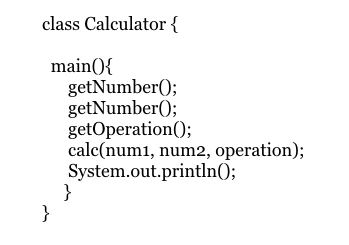 class Calculator {
main(){
getNumber();
getNumber();
getOperation();
calc(num1, num2, operation);
System.out.println();
}
}